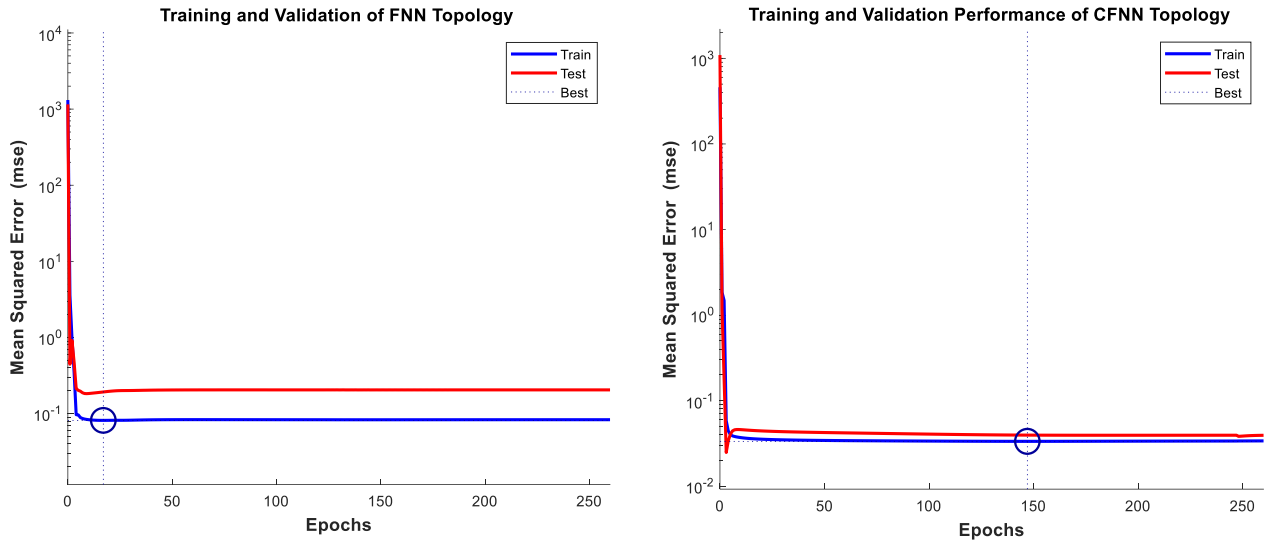 Training and Validation of FNN Topology
10^4
10^3
10^2
10^1
10^0
10^-1
Mean Squared Error (mse)
0 50 100 150 200 250
Epochs
Train
Test
Best
Training and Validation Performance of CFNN Topology
10^3
10^2
10^1
10^0
10^-1
10^-2
Mean Squared Error (mse)
0 50 100 150 200 250
Epochs
Train
Test
Best